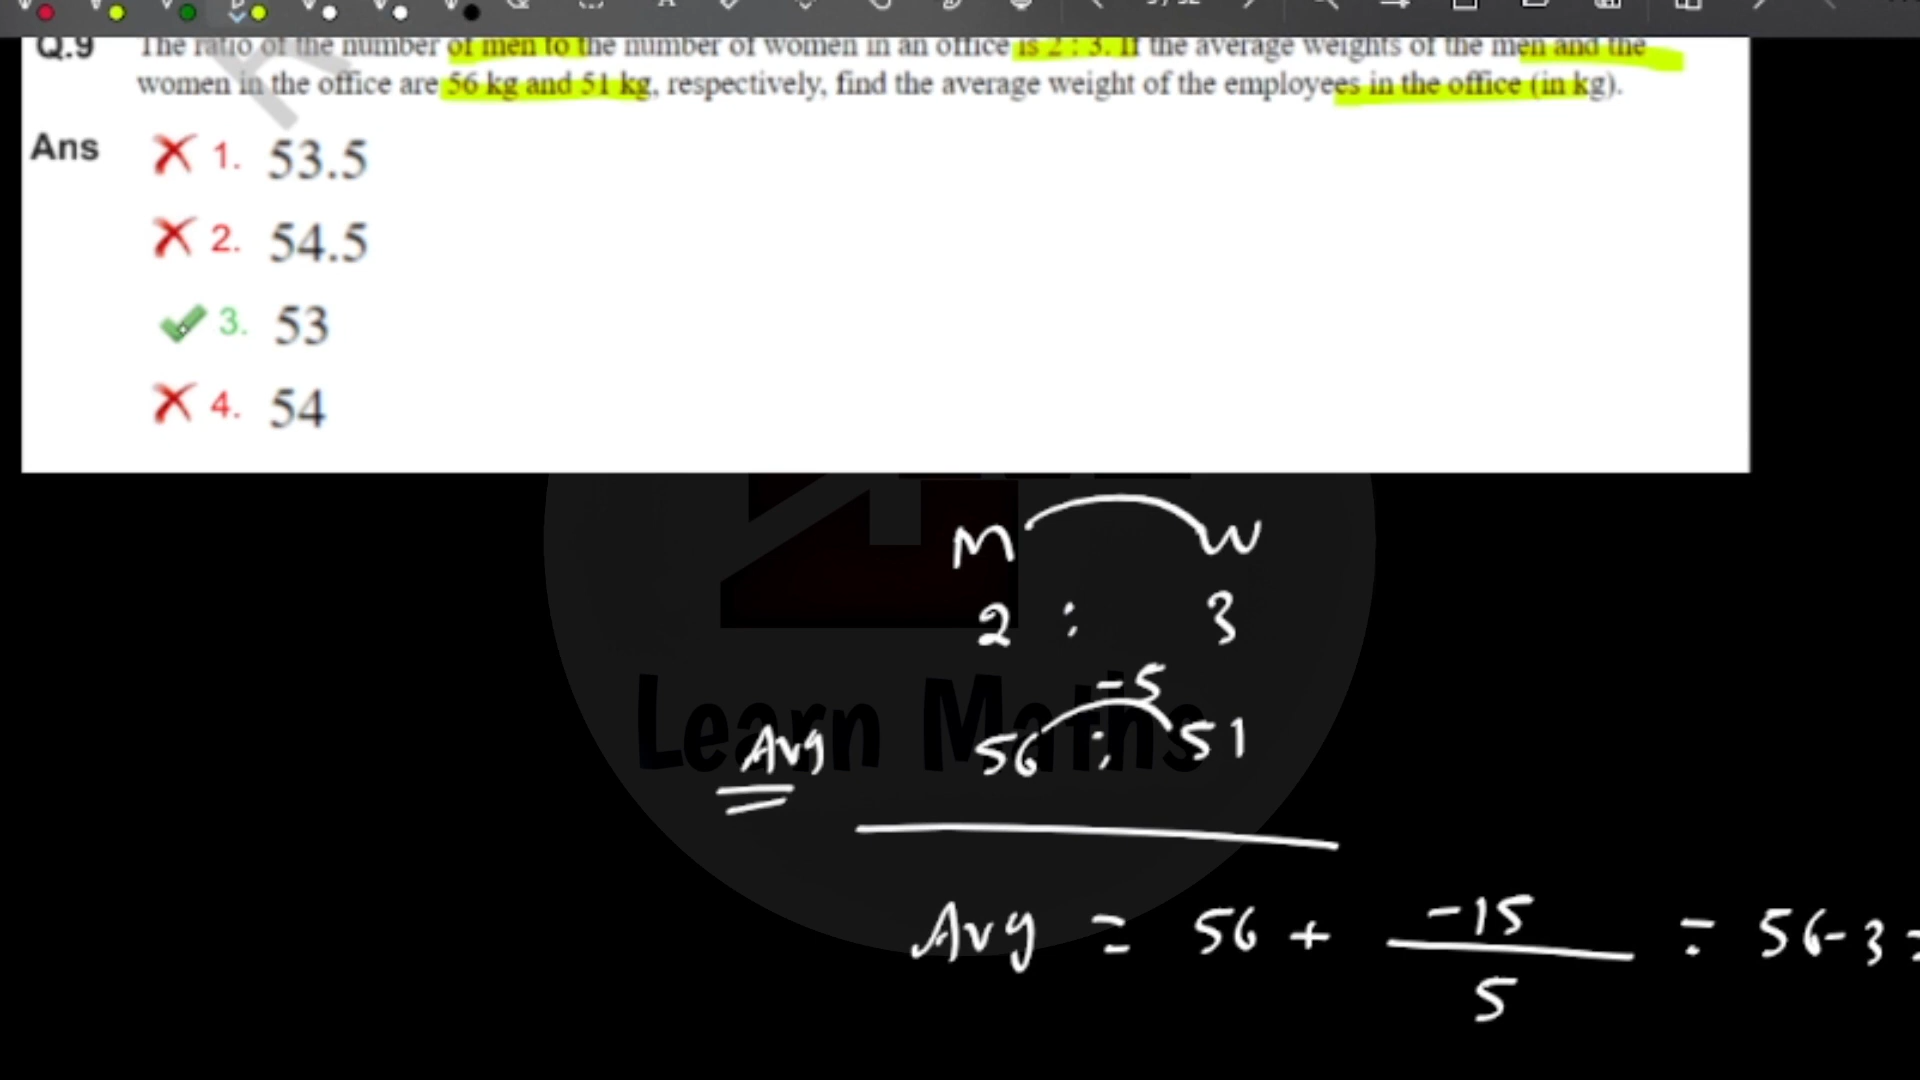 Q.9 The ratio of the number of men to the number of women in an office is 2 : 3. If the average weights of the men and the
women in the office are 56 kg and 51 kg, respectively, find the average weight of the employees in the office (in kg).
Ans 1. 53.5
2. 54.5
3. 53
4. 54
M W
2 : 3
-5
Avg 56 : 51
Learn Maths
Avg = 56 + -15/5 = 56-3 =